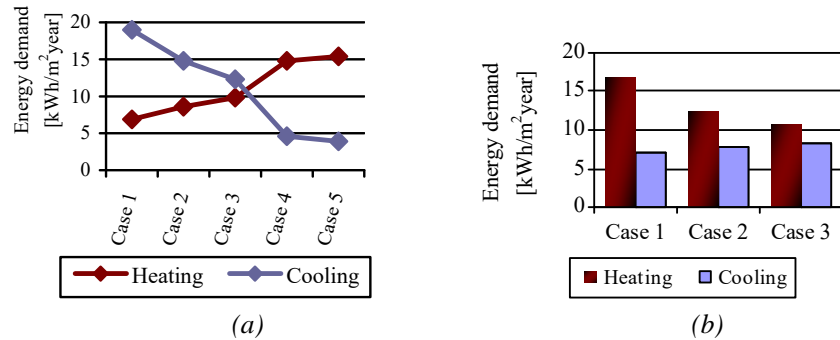 Energy demand
[kWh/m²year]
20
15
10
5
0
Case 1
Case 2
Case 3
Case 4
Case 5
Heating
Cooling
(a)
Energy demand
[kWh/m²year]
20
15
10
5
0
Case 1 Case 2 Case 3
Heating Cooling
(b)